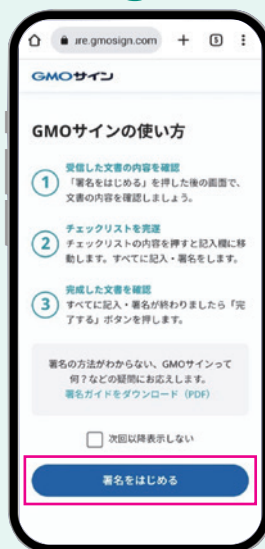 ure.gmosign.com
5
GMOサイン
GMOサインの使い方
1
受信した文書の内容を確認
「署名をはじめる」を押した後の画面で、
文書の内容を確認しましょう。
2
チェックリストを完遂
チェックリストの内容を押すと記入欄に移
動します。すべてに記入・署名をします。
3
完成した文書を確認
すべてに記入・署名が終わりましたら「完
了する」ボタンを押します。
署名の方法がわからない、GMOサインって
何？などの疑問にお応えします。
署名ガイドをダウンロード（PDF）
次回以降表示しない
署名をはじめる